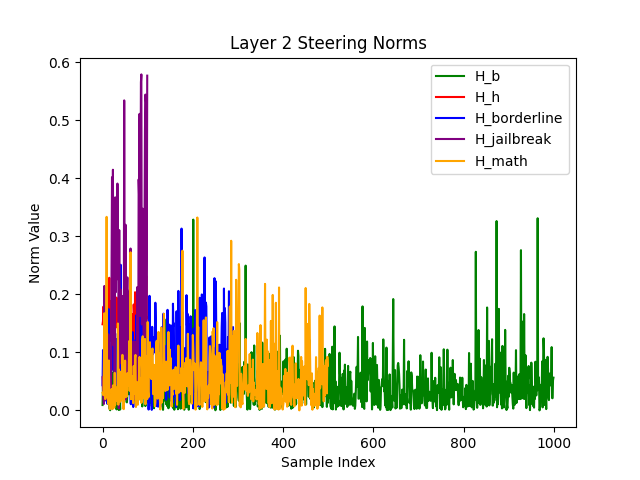 Layer 2 Steering Norms
H_b
H_h
H_borderline
H_jailbreak
H_math
Norm Value
0.6
0.5
0.4
0.3
0.2
0.1
0.0
0
200
400
600
800
1000
Sample Index